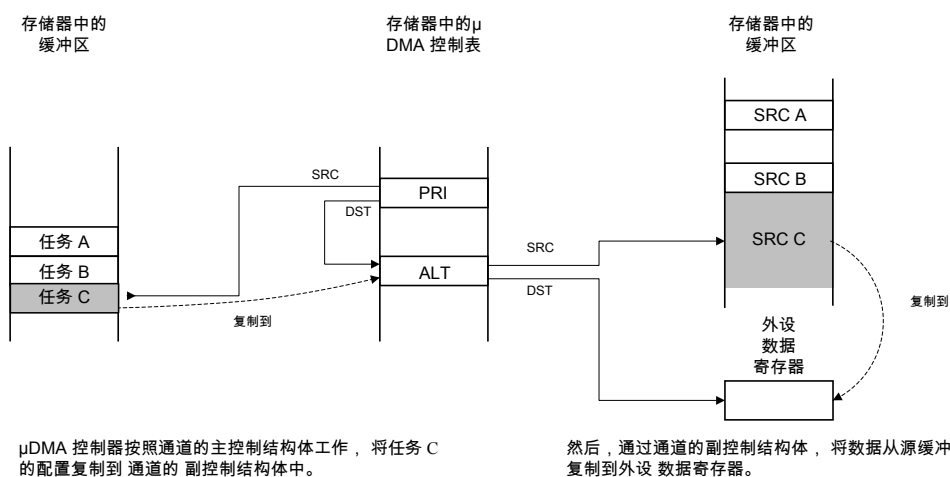 存储器中的
缓冲区
存储器中的μ
DMA 控制表
存储器中的
缓冲区
SRC A
SRC B
SRC C
SRC
PRI
DST
任务 A
任务 B
任务 C
ALT
SRC
DST
复制到
复制到
外设
数据
寄存器
μDMA 控制器按照通道的主控制结构体工作 ，将任务 C
的配置复制到 通道的 副控制结构体中。
然后 ，通过通道的副控制结构体 ，将数据从源缓冲
复制到外设 数据寄存器。